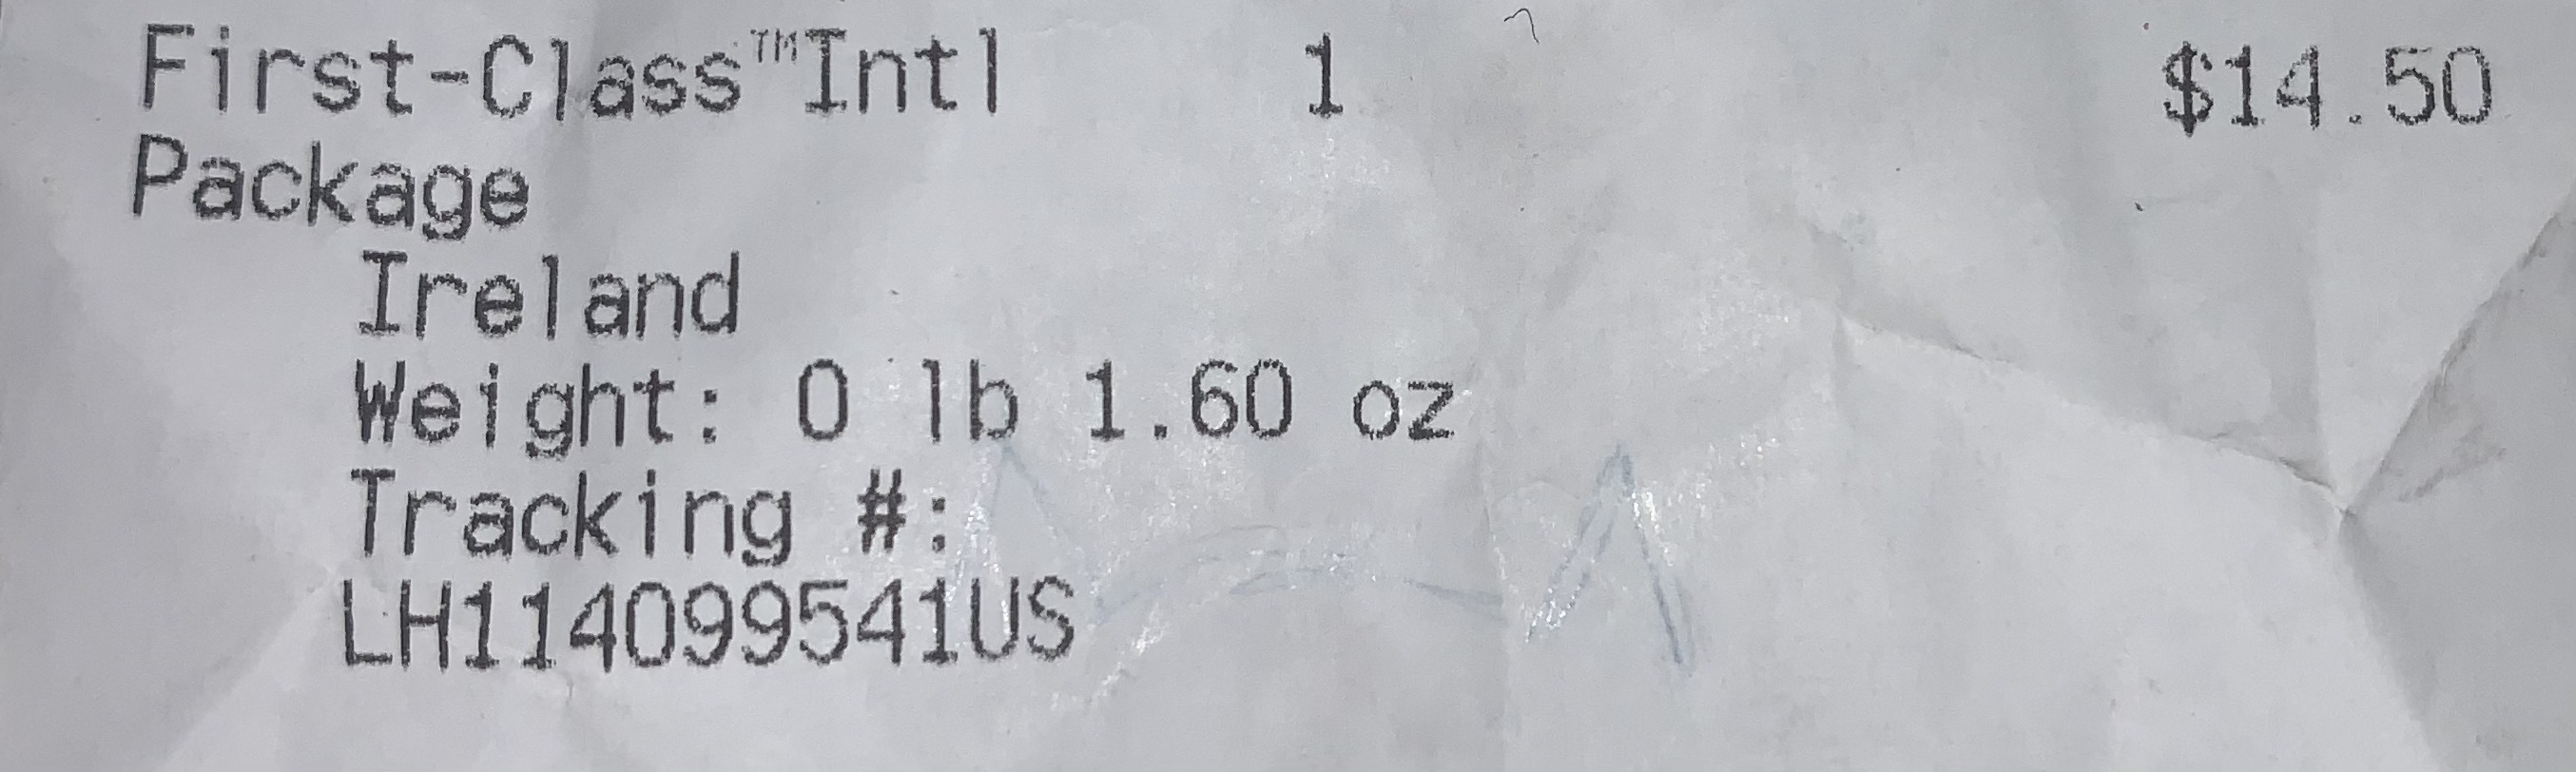 First-Class™Intl 1 $14.50
Package
Ireland
Weight: 0 lb 1.60 oz
Tracking #:
LH114099541US